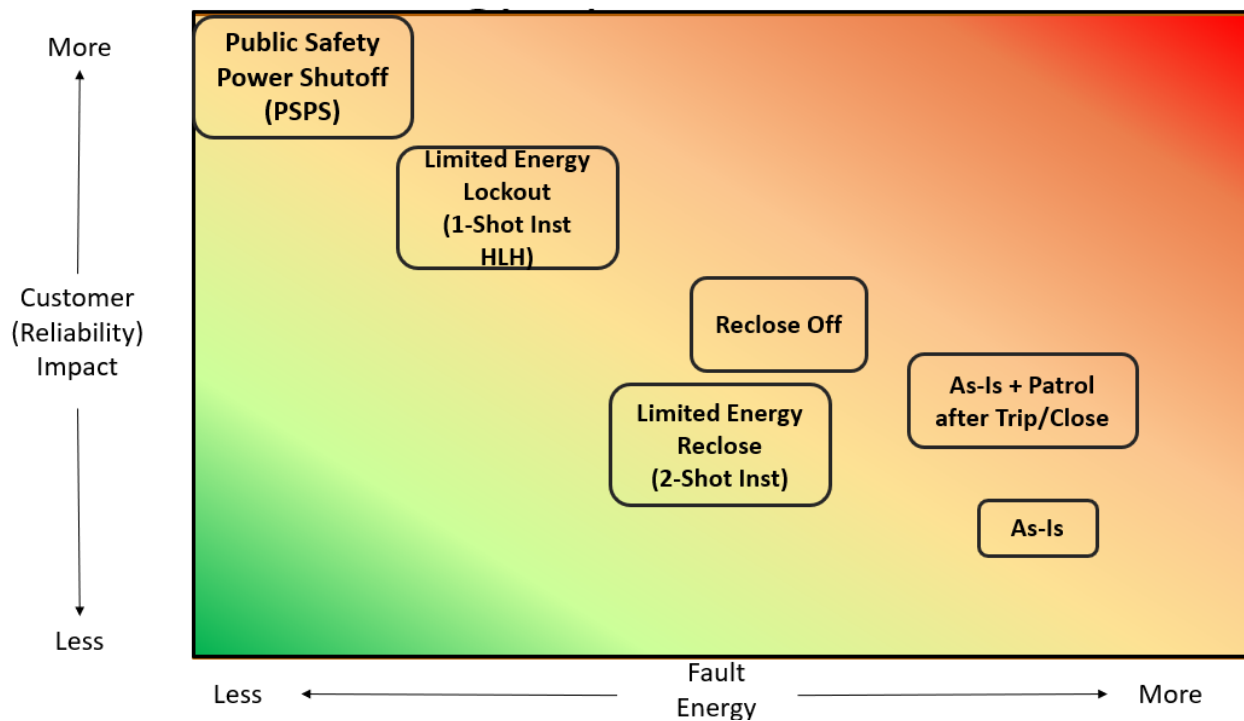 More
Public Safety
Power Shutoff
(PSPS)
Limited Energy
Lockout
(1-Shot Inst
HLH)
Customer
(Reliability)
Impact
Reclose Off
As-Is + Patrol
after Trip/Close
Limited Energy
Reclose
(2-Shot Inst)
As-Is
Less
Less
Fault
Energy
More